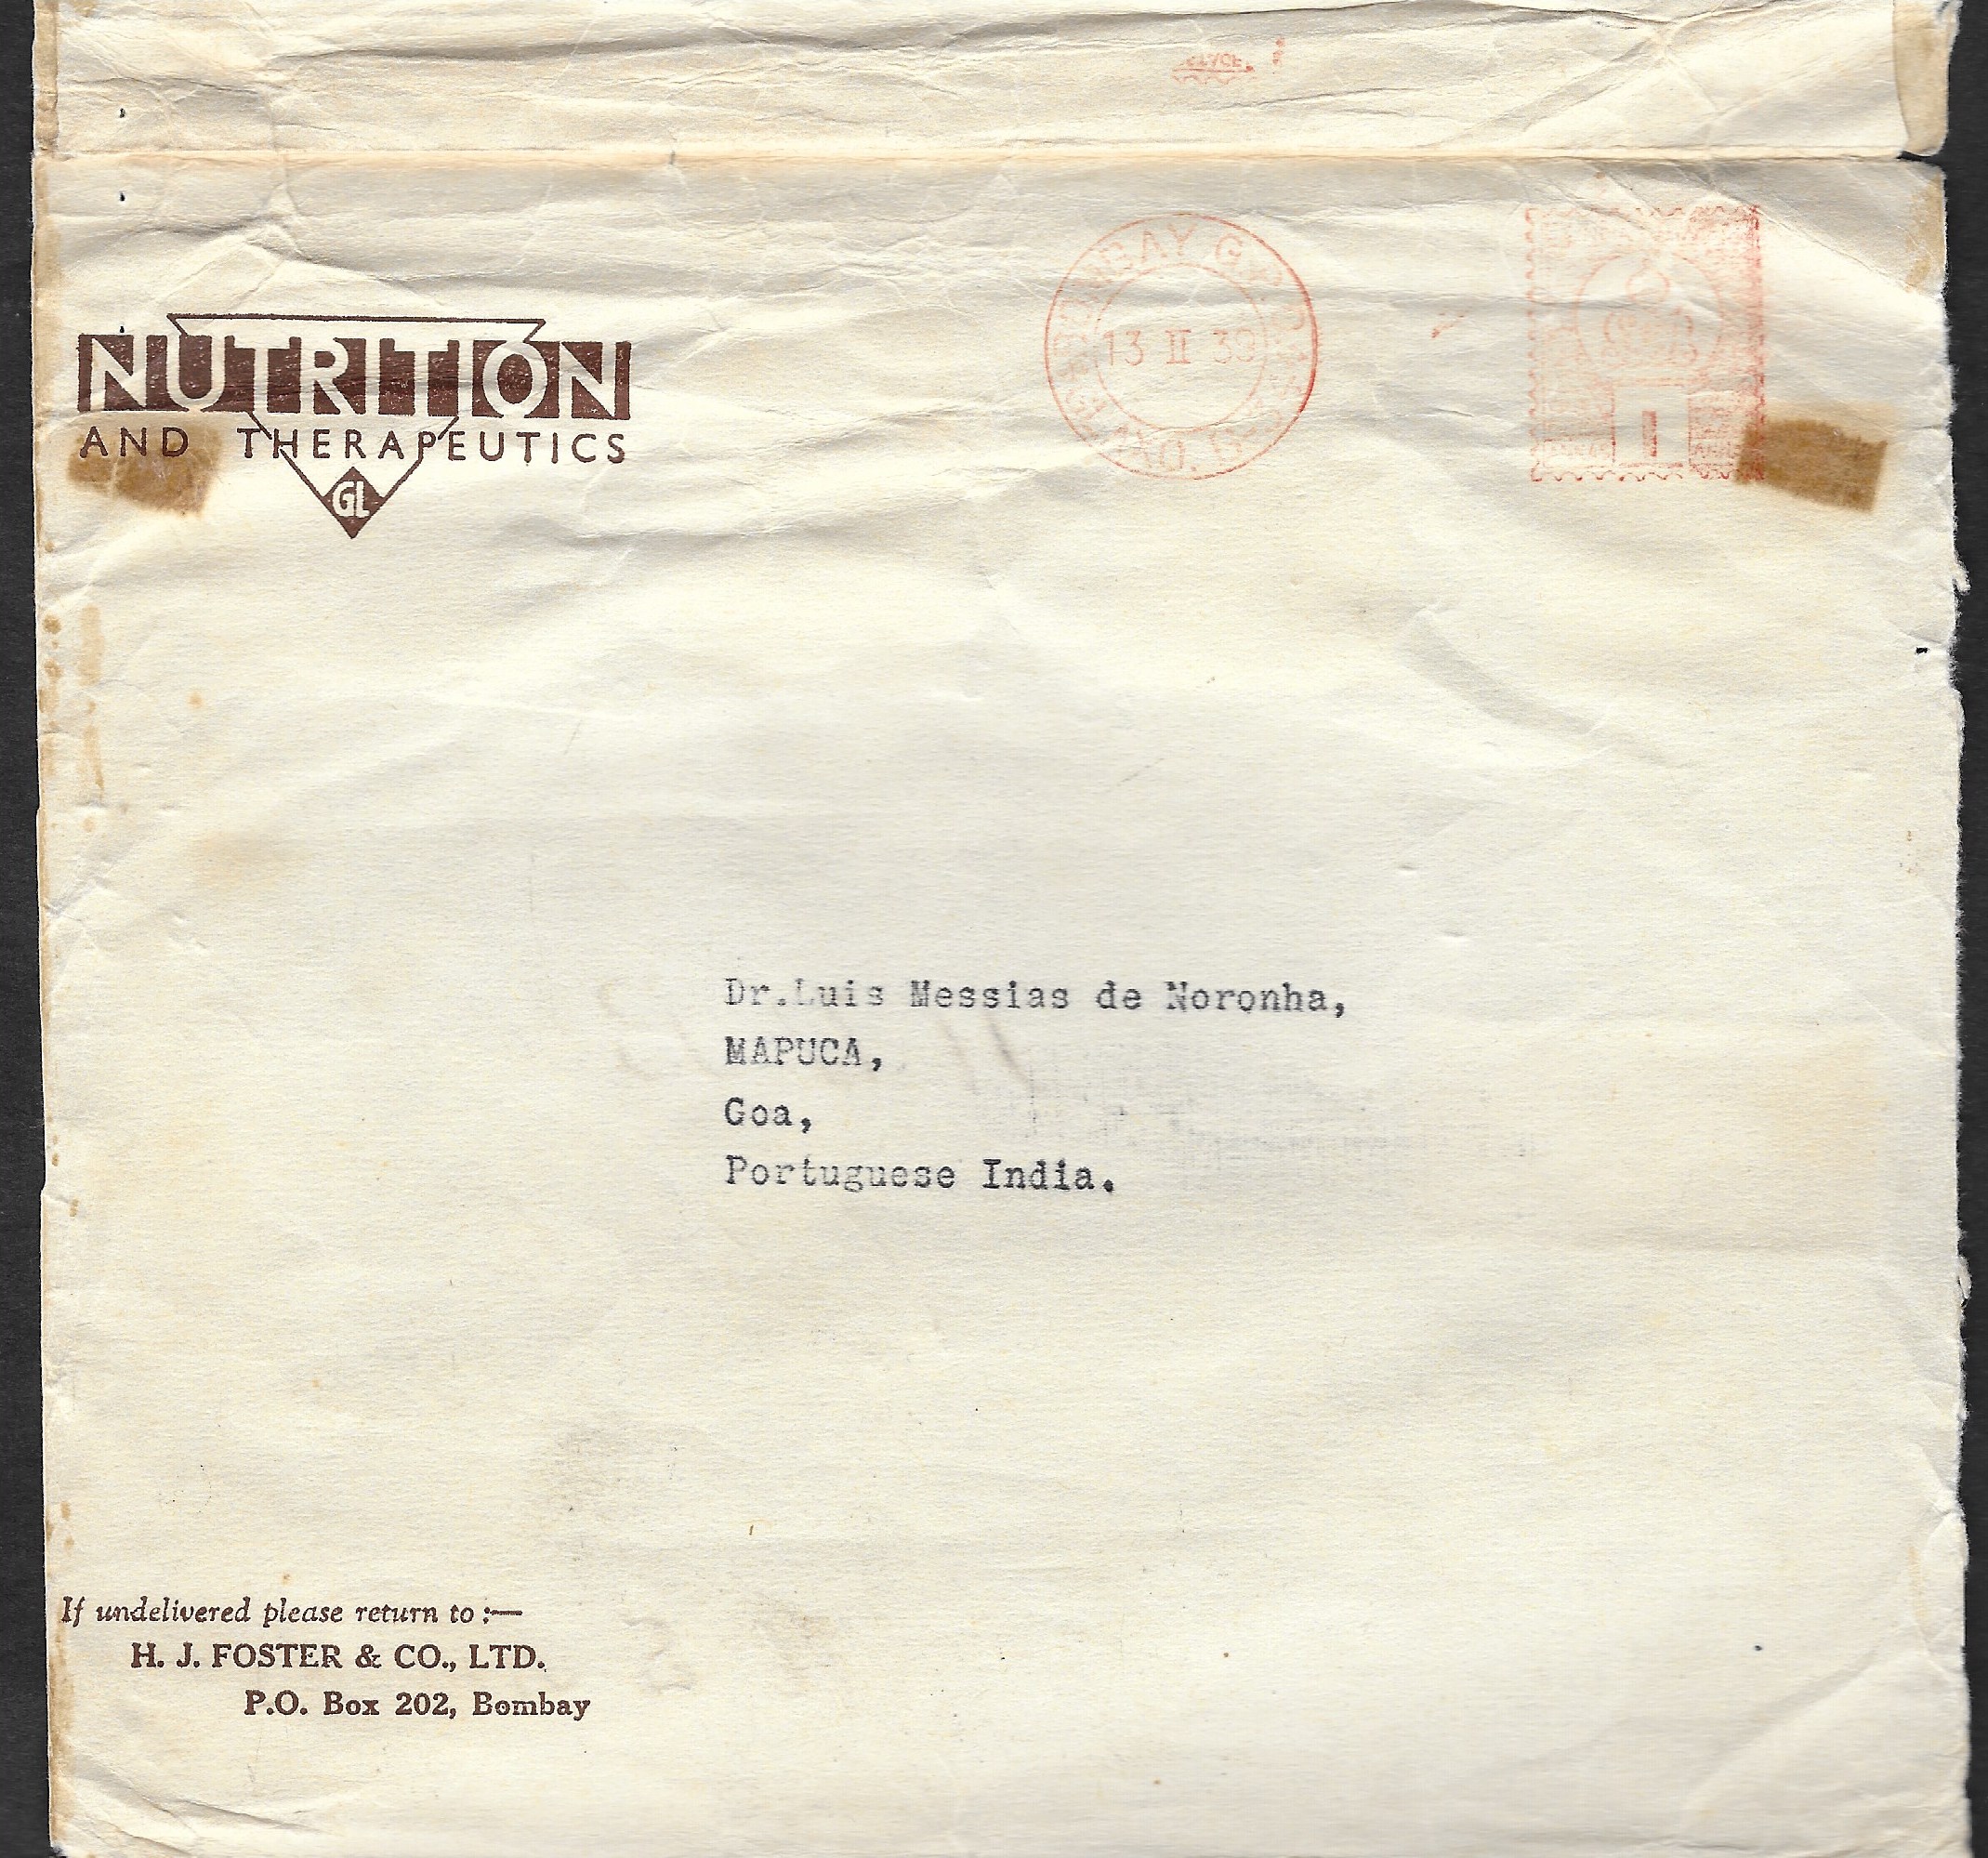 NUTRITION
AND THERAPEUTICS
GL
BOMBAY G.P.O.
13 II 39
Dr.Luis Messias de Noronha,
MAPUCA,
Goa,
Portuguese India.
If undelivered please return to :—
H. J. FOSTER & CO., LTD.
P.O. Box 202, Bombay